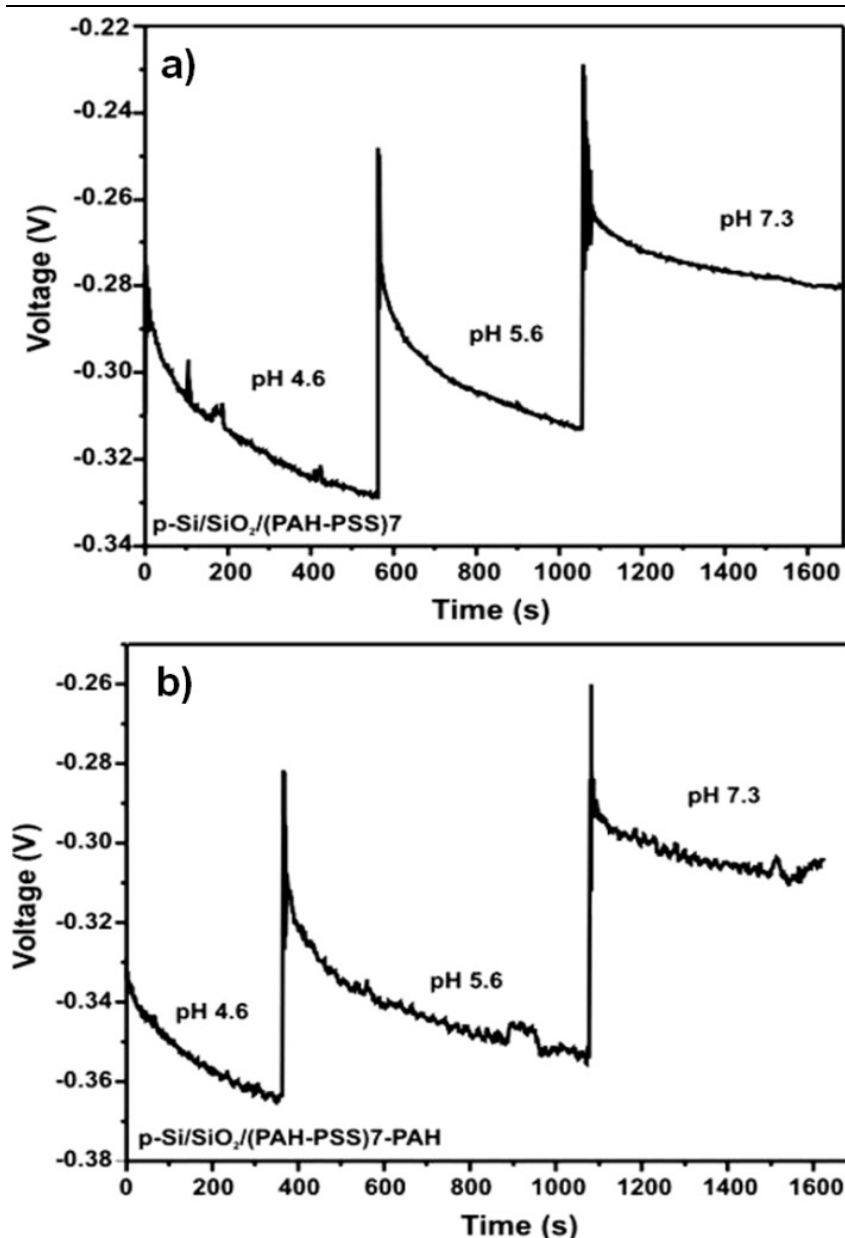 a)
-0.22
-0.24
-0.26
-0.28
-0.30
-0.32
-0.34
Voltage (V)
pH 4.6
pH 5.6
pH 7.3
p-Si/SiO₂/(PAH-PSS)7
0 200 400 600 800 1000 1200 1400 1600
Time (s)
b)
-0.26
-0.28
-0.30
-0.32
-0.34
-0.36
-0.38
Voltage (V)
pH 4.6
pH 5.6
pH 7.3
p-Si/SiO₂/(PAH-PSS)7-PAH
0 200 400 600 800 1000 1200 1400 1600
Time (s)